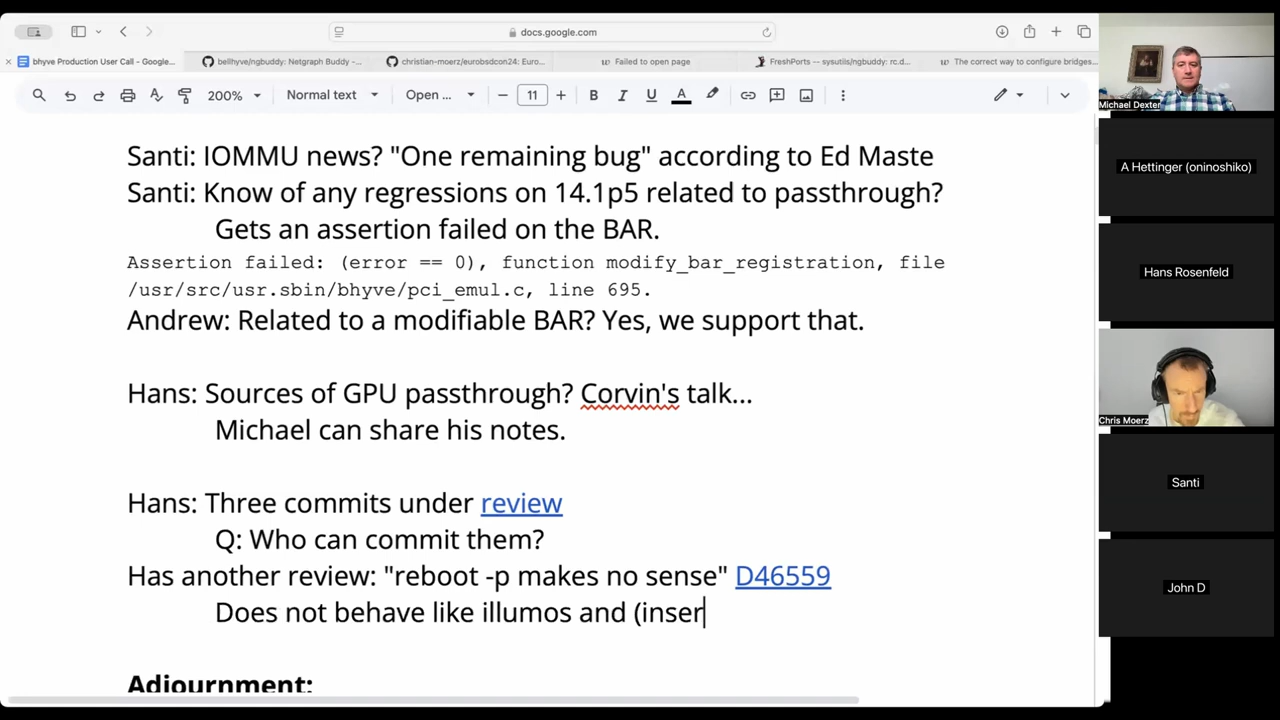 docs.google.com
bhyve Production User Call - Google...
bellhyve/ngbuddy: Netgraph Buddy -...
christian-moerz/eurobsdcon24: Euro...
Failed to open page
FreshPorts -- sysutils/ngbuddy: rc.d...
The correct way to configure bridges...
200%
Normal text
Open ...
11
B
I
U
A
Santi: IOMMU news? "One remaining bug" according to Ed Maste
Santi: Know of any regressions on 14.1p5 related to passthrough?
Gets an assertion failed on the BAR.
Assertion failed: (error == 0), function modify_bar_registration, file
/usr/src/usr.sbin/bhyve/pci_emul.c, line 695.
Andrew: Related to a modifiable BAR? Yes, we support that.
Hans: Sources of GPU passthrough? Corvin's talk...
Michael can share his notes.
Hans: Three commits under review
Q: Who can commit them?
Has another review: "reboot -p makes no sense" D46559
Does not behave like illumos and (inser
Adjournment:
Michael Dexter
A Hettinger (oninoshiko)
Hans Rosenfeld
Chris Moerz
Santi
John D